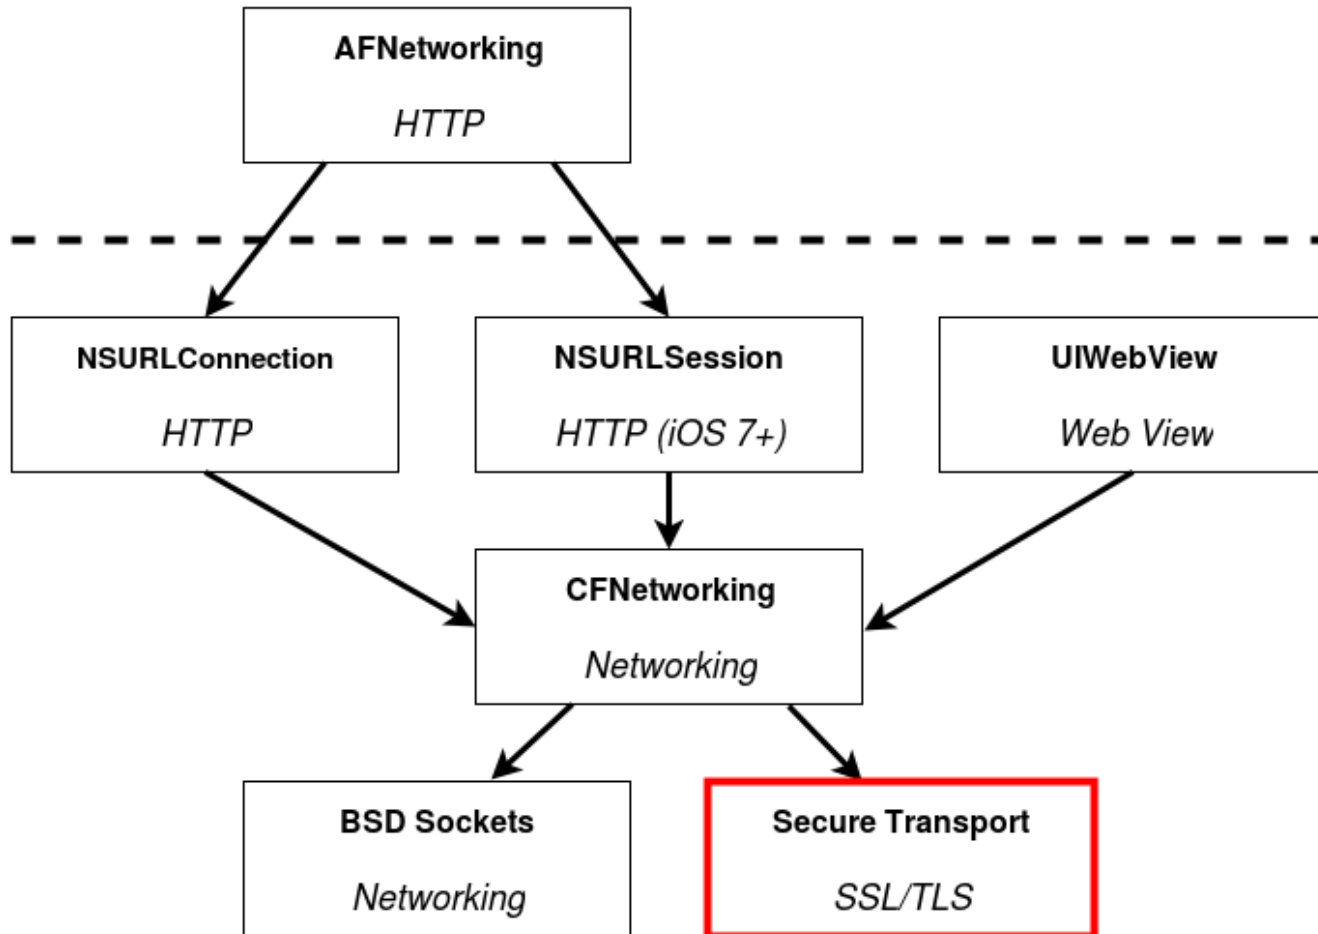 AFNetworking
HTTP
NSURLConnection
HTTP
NSURLSession
HTTP (iOS 7+)
UIWebView
Web View
CFNetworking
Networking
BSD Sockets
Networking
Secure Transport
SSL/TLS